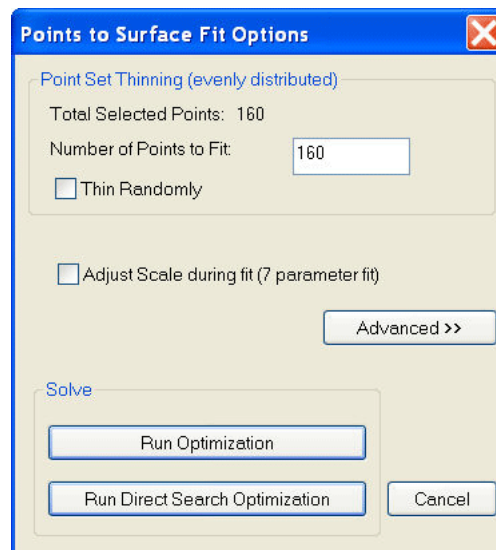 Points to Surface Fit Options
Point Set Thinning (evenly distributed)
Total Selected Points: 160
Number of Points to Fit: 160
Thin Randomly
Adjust Scale during fit (7 parameter fit)
Advanced >>
Solve
Run Optimization
Run Direct Search Optimization Cancel